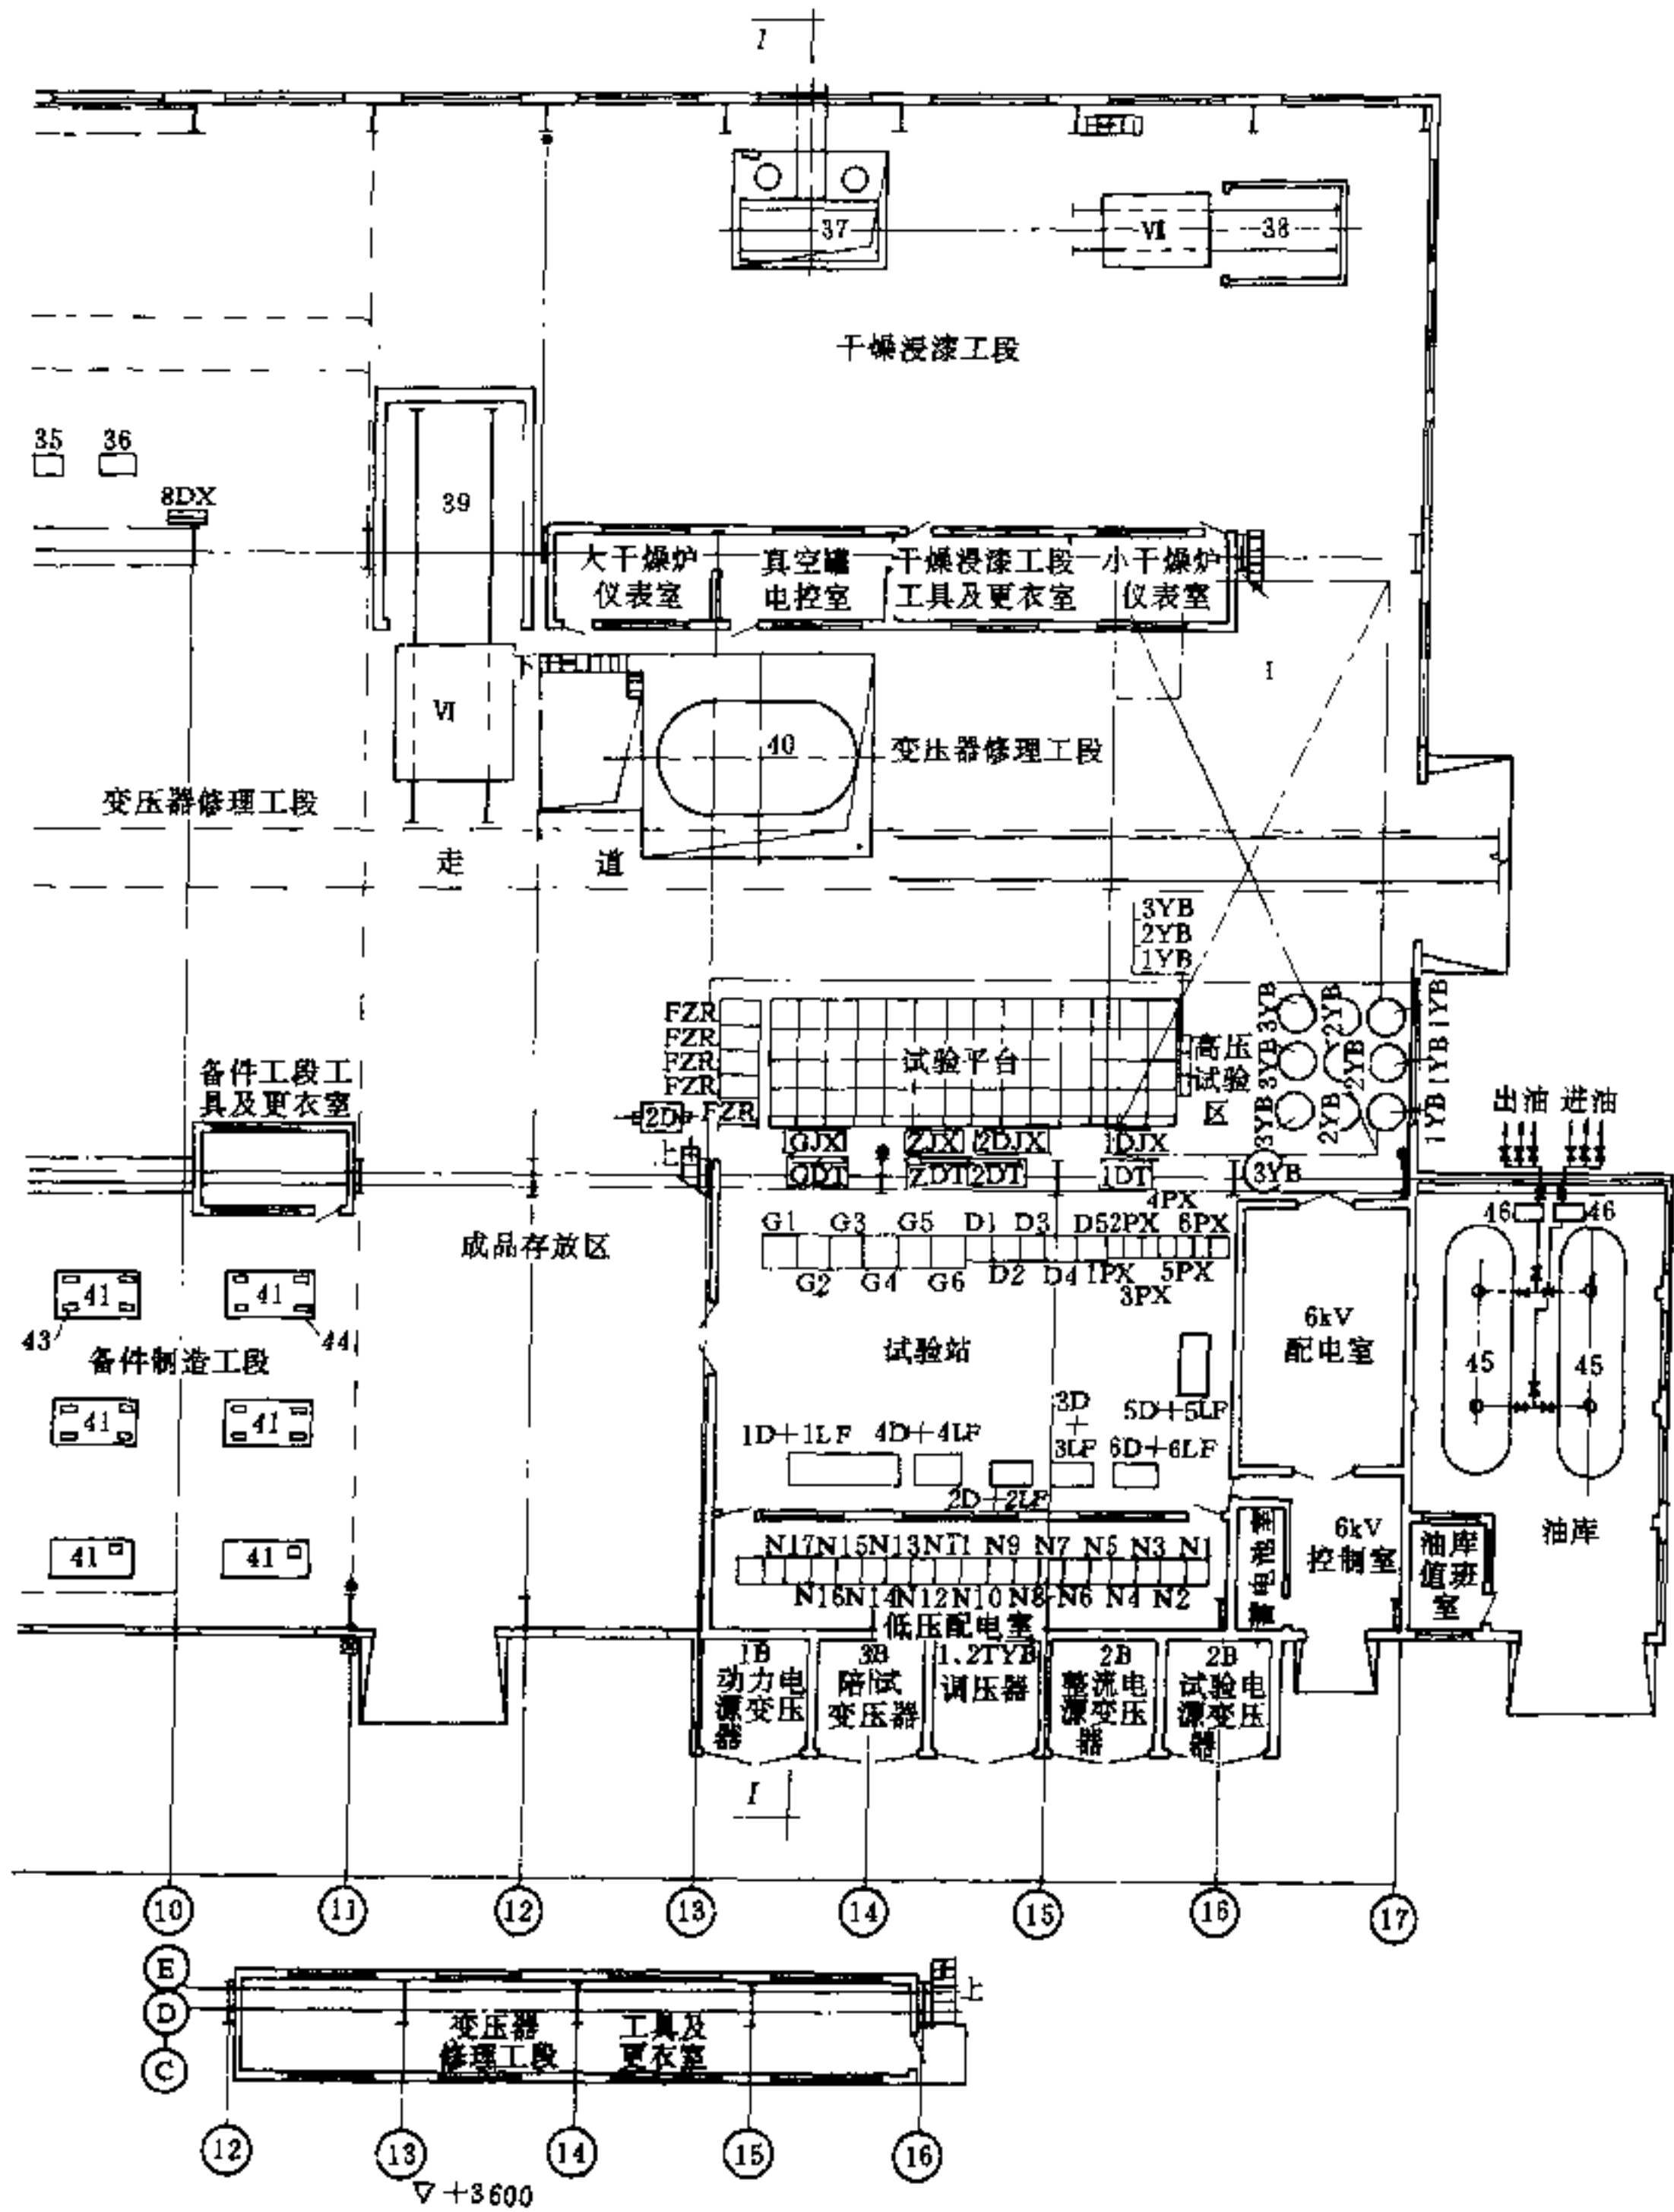 I
37
VI
38
干燥浸漆工段
35
36
8DX
39
大干燥炉
仪表室
真空罐
电控室
干燥浸漆工段
工具及更衣室
小干燥炉
仪表室
下
I
VI
40
变压器修理工段
变压器修理工段
走 道
3YB
2YB
1YB
FZR
FZR
FZR
FZR
FZR
试验平台
高压
试验
区
3YB
3YB
3YB
2YB
2YB
2YB
1YB
1YB
1YB
备件工段工
具及更衣室
2D
上
GJX
ZJX
2DJX
1DJX
GDT
ZDT
2DT
1DT
3YB
出油
进油
4PX
G1
G3
G5
D1
D3
D5
2PX
6PX
46
46
成品存放区
G2
G4
G6
D2
D4
1PX
5PX
3PX
41
41
43
44
备件制造工段
试验站
6kV
配电室
45
45
41
41
1D+1LF
4D+4LF
3D
+
3LF
5D+5LF
6D+6LF
2D+2LF
41
41
N17
N15
N13
N11
N9
N7
N5
N3
N1
N16
N14
N12
N10
N8
N6
N4
N2
低压配电室
蓄电池室
6kV
控制室
油库
值班
室
油库
1B
动力电
源变压
器
3B
陪试
变压器
1.2TYB
调压器
2B
整流电
源变压
器
2B
试验电
源变压
器
I
10
11
12
13
14
15
16
17
E
D
C
变压器
修理工段
工具及
更衣室
上
12
13
14
15
16
▽+3600